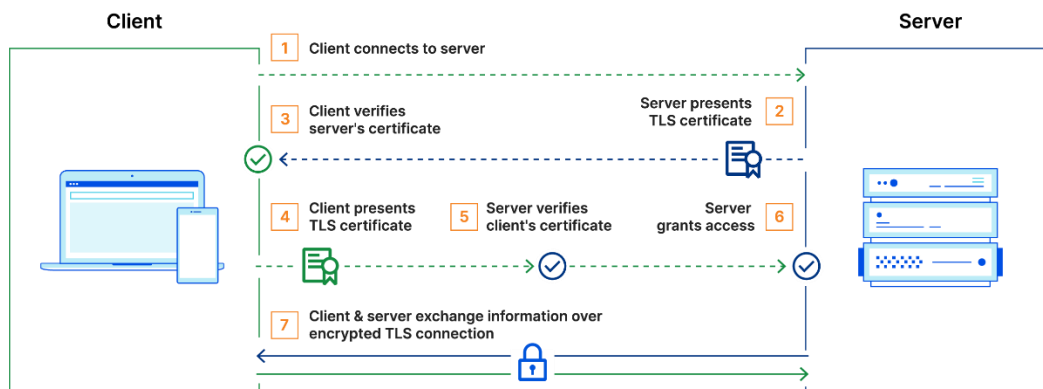 Client
Server
1
Client connects to server
3
Client verifies
server's certificate
Server presents
TLS certificate
2
4
Client presents
TLS certificate
5
Server verifies
client's certificate
Server
grants access
6
7
Client & server exchange information over
encrypted TLS connection